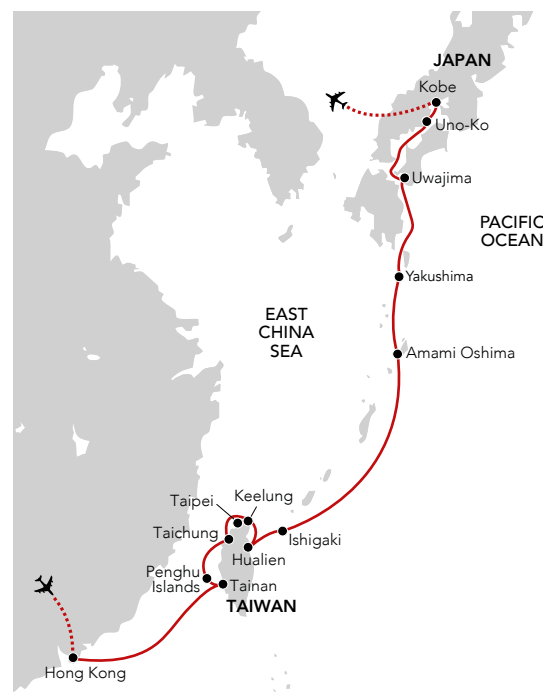 JAPAN
Kobe
Uno-Ko
Uwajima
PACIFIC
OCEAN
Yakushima
EAST
CHINA
SEA
Amami Oshima
Taipei
Keelung
Taichung
Ishigaki
Hualien
Penghu
Islands
Tainan
TAIWAN
Hong Kong